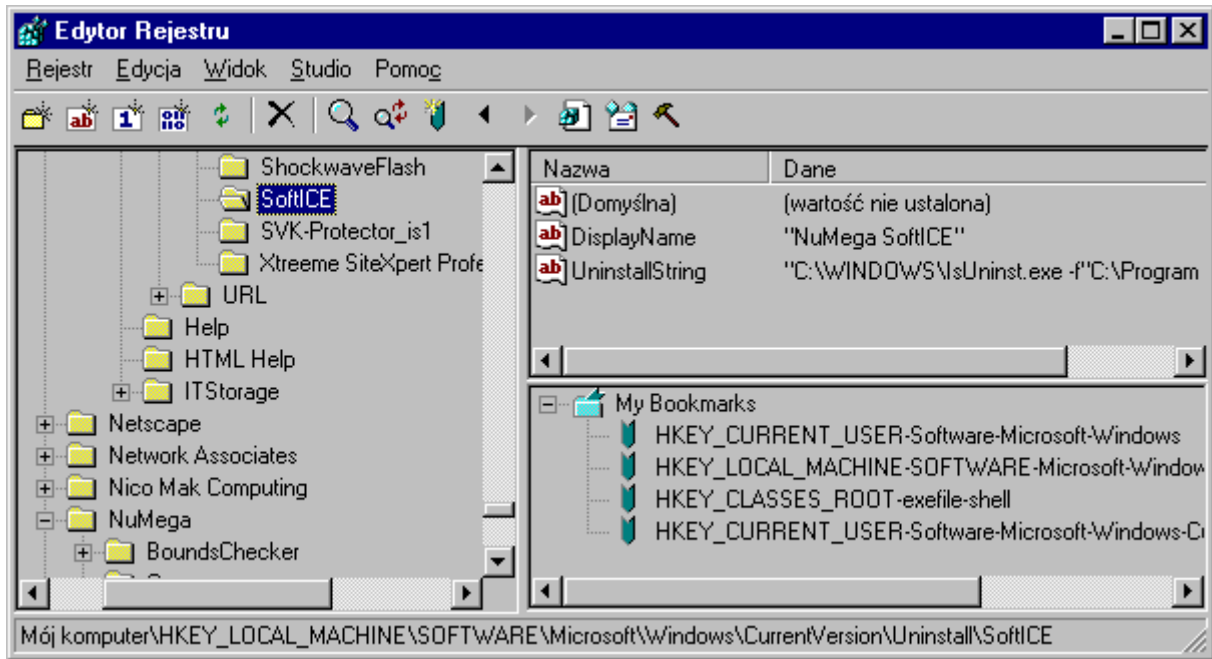 Edytor Rejestru
Rejestr Edycja Widok Studio Pomoc
ShockwaveFlash
SoftICE
SVK-Protector_is1
Xtreeme SiteXpert Profe
URL
Help
HTML Help
ITStorage
Netscape
Network Associates
Nico Mak Computing
NuMega
BoundsChecker
Nazwa Dane
(Domyślna) (wartość nie ustalona)
DisplayName "NuMega SoftICE"
UninstallString "C:\WINDOWS\IsUninst.exe -f"C:\Program
My Bookmarks
HKEY_CURRENT_USER-Software-Microsoft-Windows
HKEY_LOCAL_MACHINE-SOFTWARE-Microsoft-Window
HKEY_CLASSES_ROOT-exefile-shell
HKEY_CURRENT_USER-Software-Microsoft-Windows-Cu
Mój komputer\HKEY_LOCAL_MACHINE\SOFTWARE\Microsoft\Windows\CurrentVersion\Uninstall\SoftICE